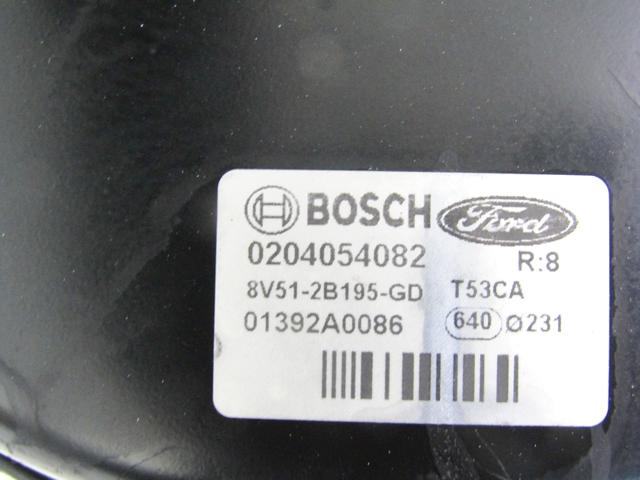 BOSCH Ford
0204054082 R:8
8V51-2B195-GD T53CA
01392A0086 640 Ø231